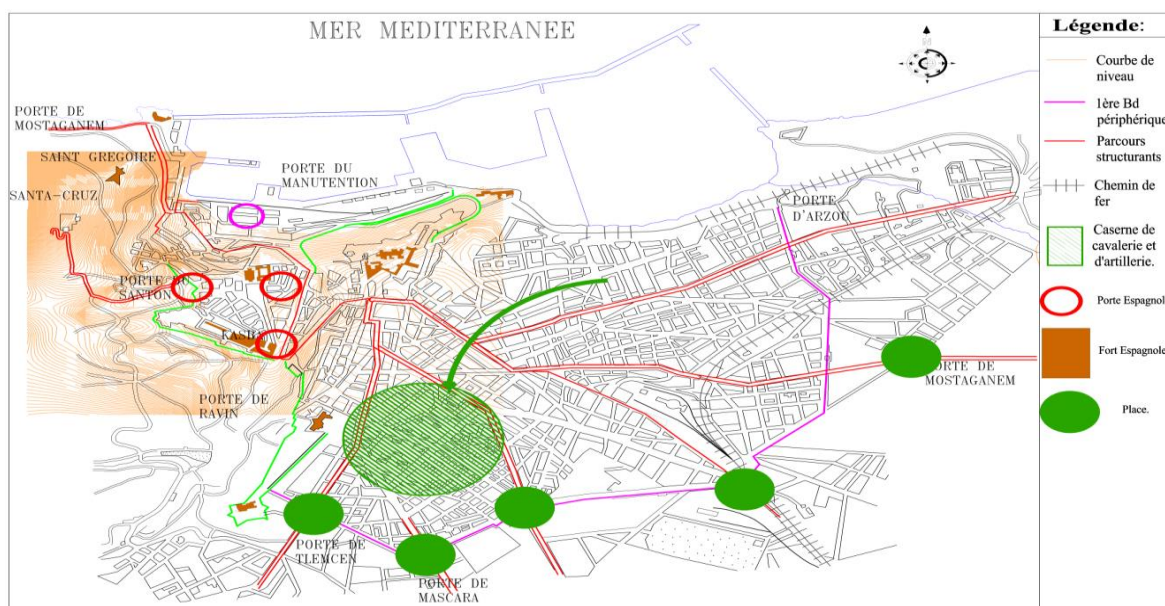 MER MEDITERRANEE
N
PORTE DE
MOSTAGANEM
SAINT GREGOIRE
SANTA-CRUZ
PORTE DU
MANUTENTION
PORTE
D'ARZOU
PORTE DU
SANTON
KASBA
PORTE DE
RAVIN
PORTE DE
MOSTAGANEM
PORTE DE
TLEMCEN
PORTE DE
MASCARA
Légende:
Courbe de
niveau
1ère Bd
périphérique
Parcours
structurants
Chemin de
fer
Caserne de
cavalerie et
d'artillerie.
Porte Espagnol
Fort Espagnole
Place.